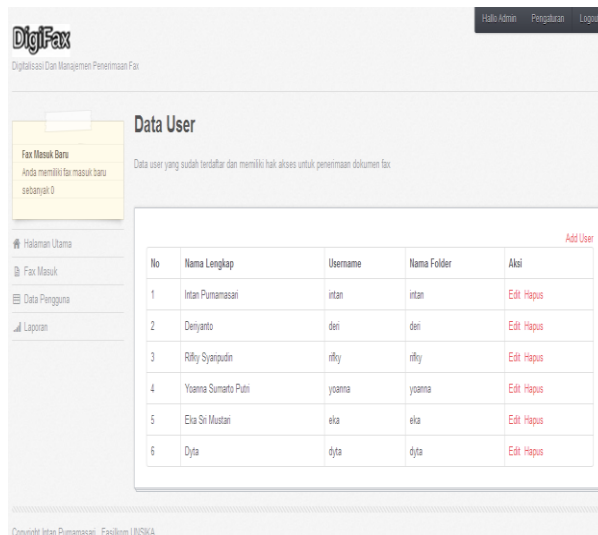 Hallo Admin Pengaturan Logout
DigiFax
Digitalisasi Dan Manajemen Penerimaan Fax
Data User
Data user yang sudah terdaftar dan memiliki hak akses untuk penerimaan dokumen fax
Fax Masuk Baru
Anda memiliki fax masuk baru
sebanyak 0
Halaman Utama
Fax Masuk
Data Pengguna
Laporan
Add User
No Nama Lengkap Username Nama Folder Aksi
1 Intan Purnamasari intan intan Edit Hapus
2 Deriyanto deri deri Edit Hapus
3 Rifky Syaripudin rifky rifky Edit Hapus
4 Yoanna Sumarto Putri yoanna yoanna Edit Hapus
5 Eka Sri Mustari eka eka Edit Hapus
6 Dyta dyta dyta Edit Hapus
Copyright Intan Purnamasari . Fasilkom UNSIKA